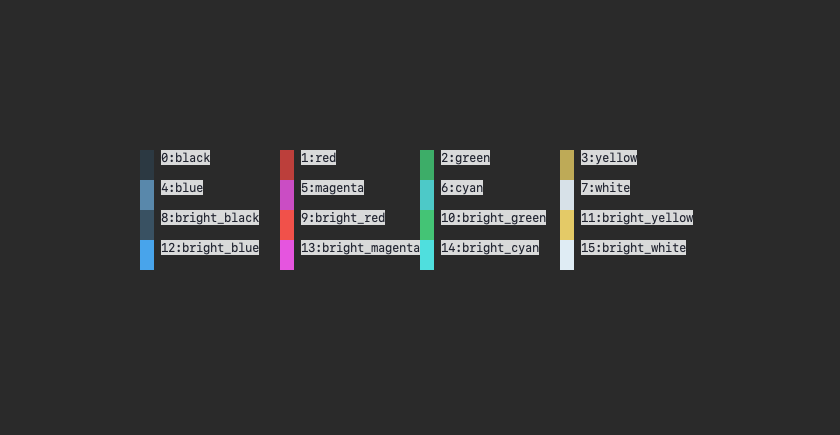 0:black 1:red 2:green 3:yellow
4:blue 5:magenta 6:cyan 7:white
8:bright_black 9:bright_red 10:bright_green 11:bright_yellow
12:bright_blue 13:bright_magenta 14:bright_cyan 15:bright_white